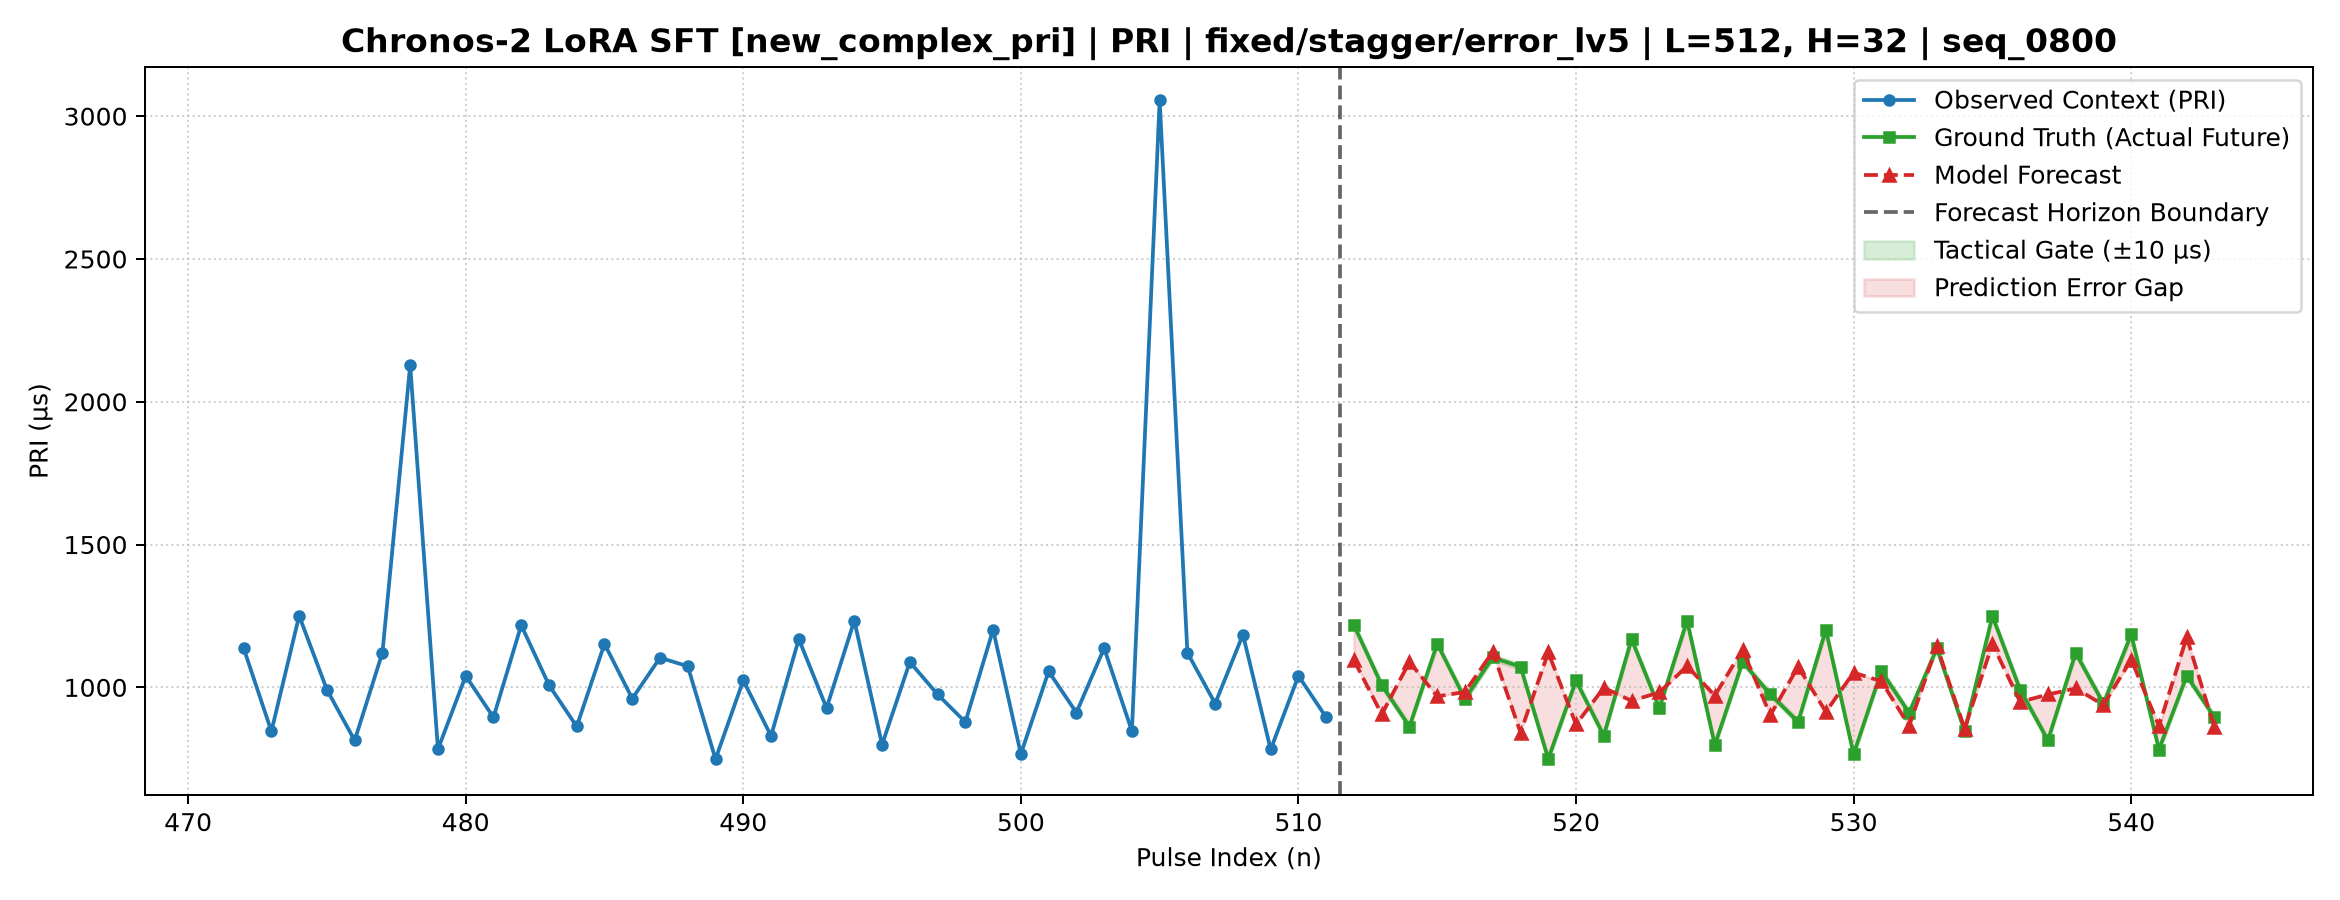 Chronos-2 LoRA SFT [new_complex_pri] | PRI | fixed/stagger/error_lv5 | L=512, H=32 | seq_0800
Observed Context (PRI)
Ground Truth (Actual Future)
Model Forecast
Forecast Horizon Boundary
Tactical Gate (±10 µs)
Prediction Error Gap
PRI (µs)
3000
2500
2000
1500
1000
470 480 490 500 510 520 530 540
Pulse Index (n)